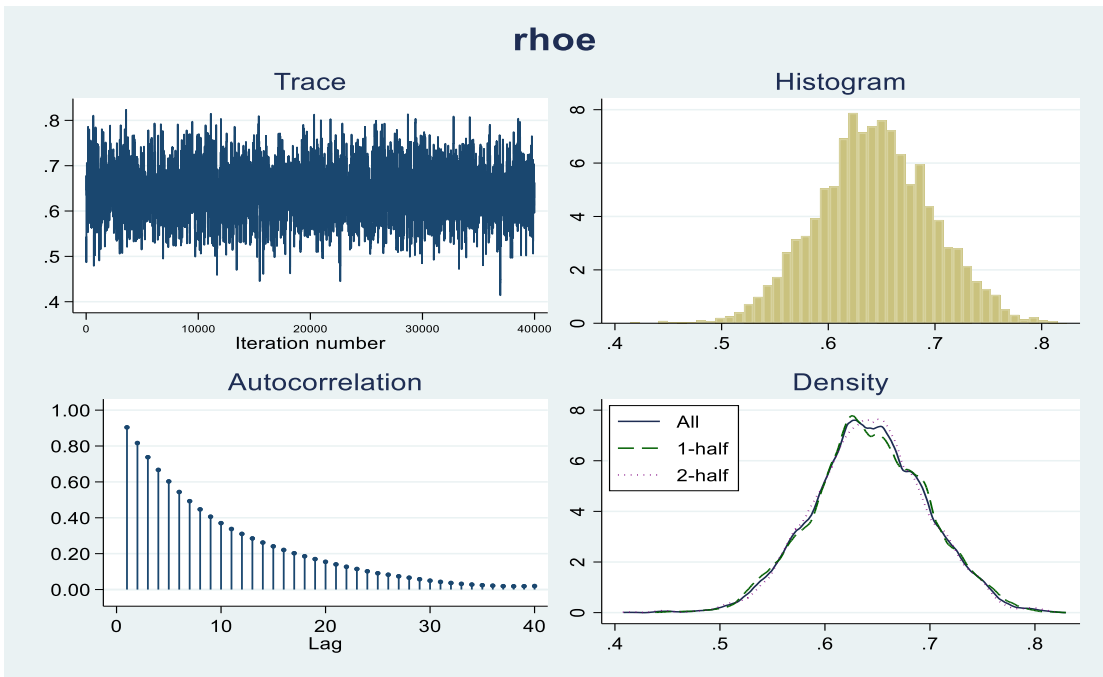 rhoe
Trace
.8
.7
.6
.5
.4
0 10000 20000 30000 40000
Iteration number
Histogram
8
6
4
2
0
.4 .5 .6 .7 .8
Autocorrelation
1.00
0.80
0.60
0.40
0.20
0.00
0 10 20 30 40
Lag
Density
8
6
4
2
0
All
1-half
2-half
.4 .5 .6 .7 .8